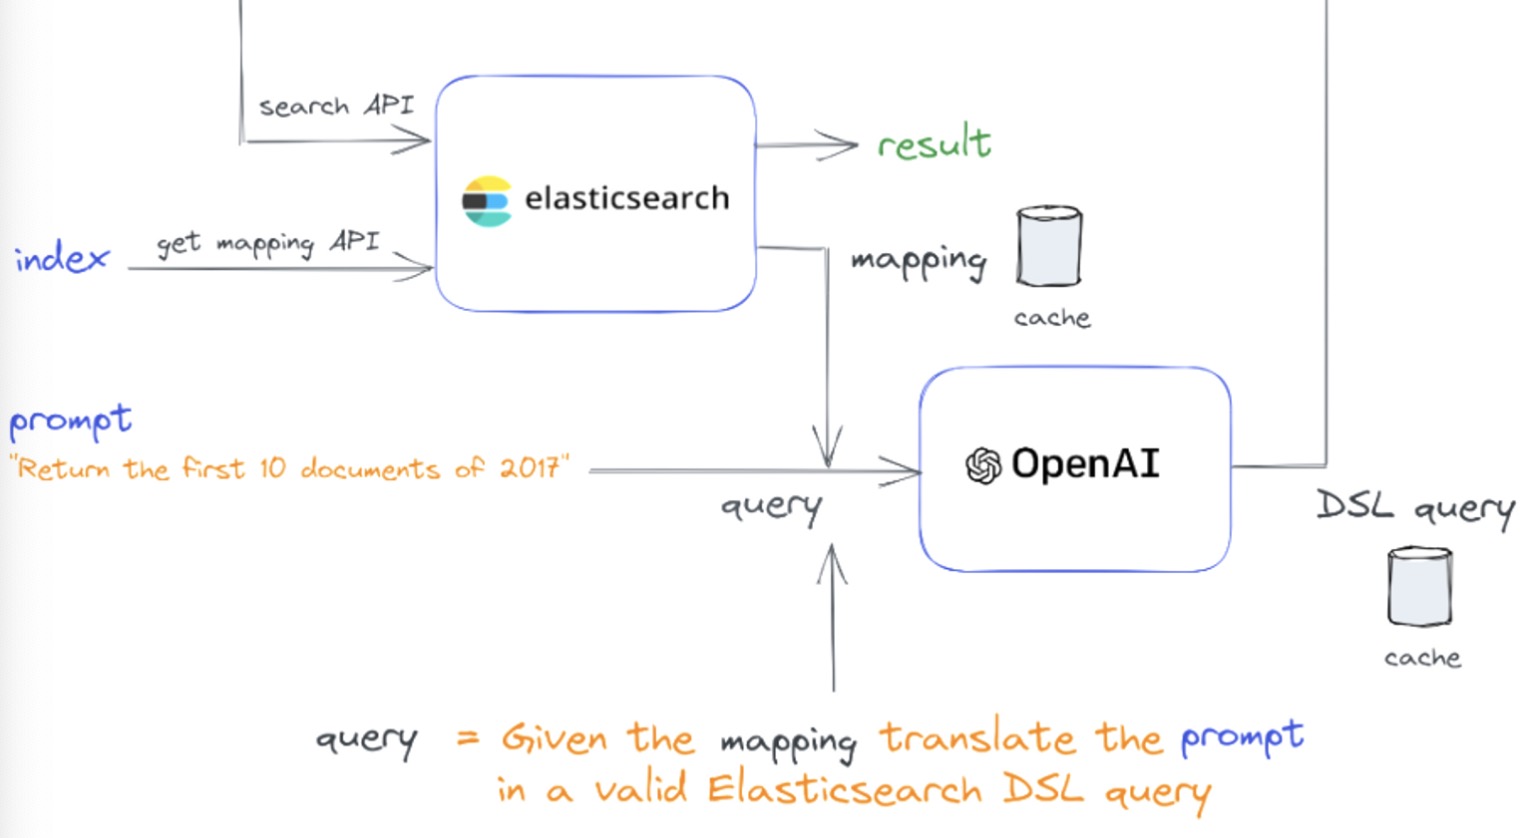 search API
elasticsearch
result
index
get mapping API
mapping
cache
prompt
"Return the first 10 documents of 2017"
query
OpenAI
DSL query
cache
query = Given the mapping translate the prompt
in a valid Elasticsearch DSL query